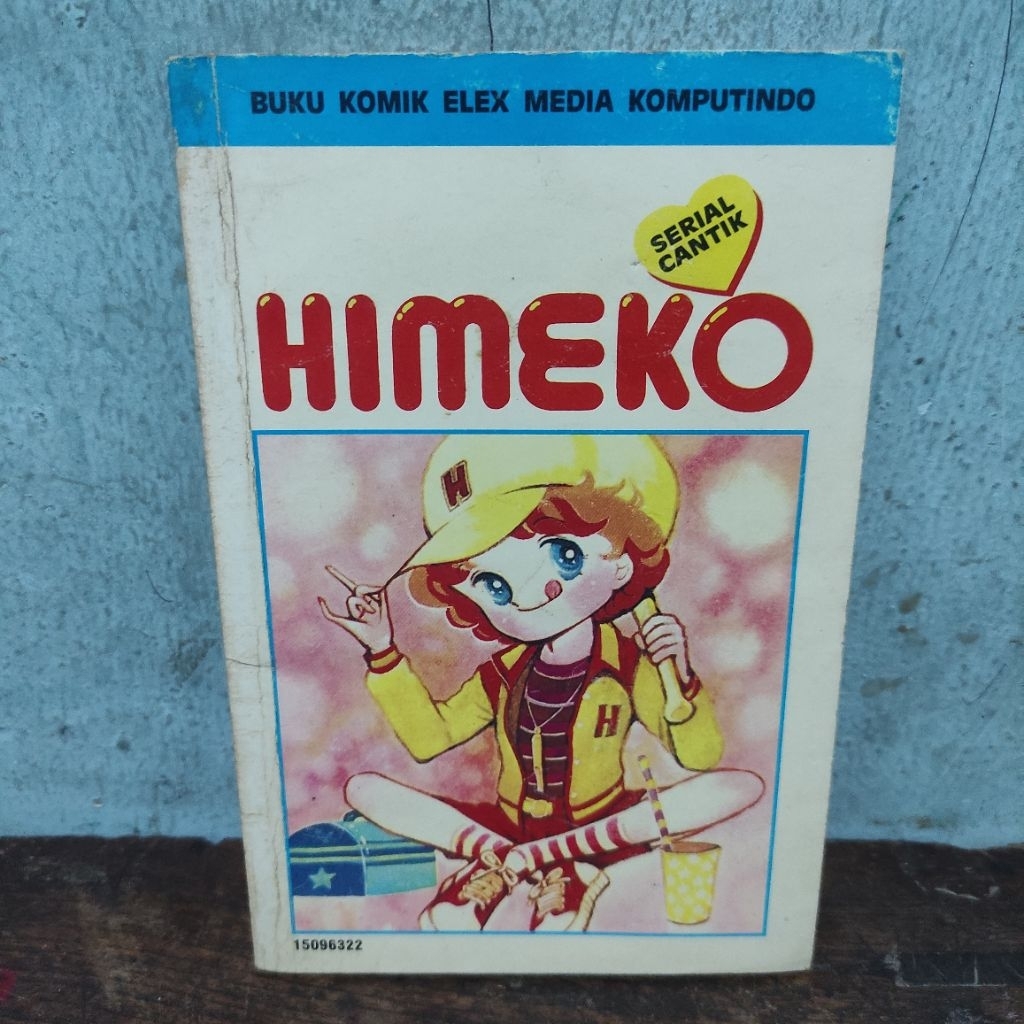 BUKU KOMIK ELEX MEDIA KOMPUTINDO
SERIAL
CANTIK
HIMEKO
H
H
15096322